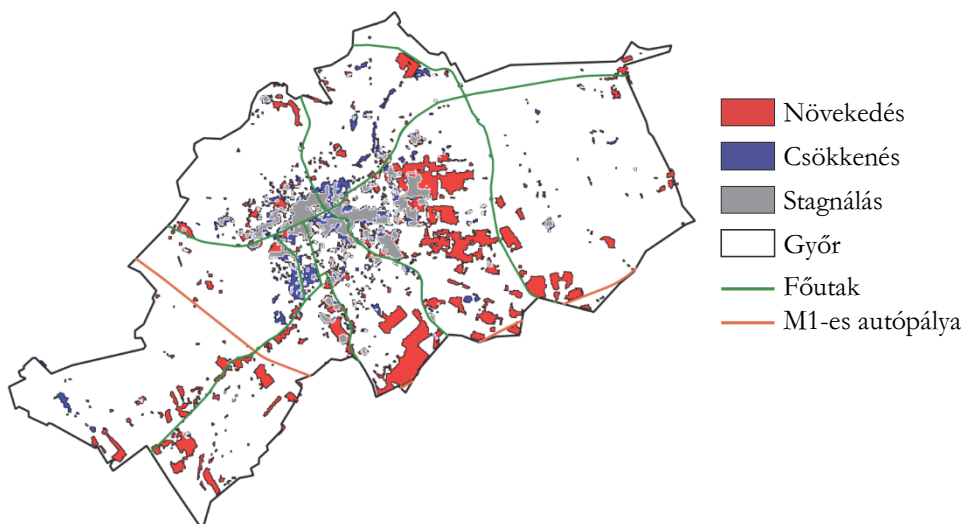 Növekedés
Csökkenés
Stagnálás
Győr
Főutak
M1-es autópálya